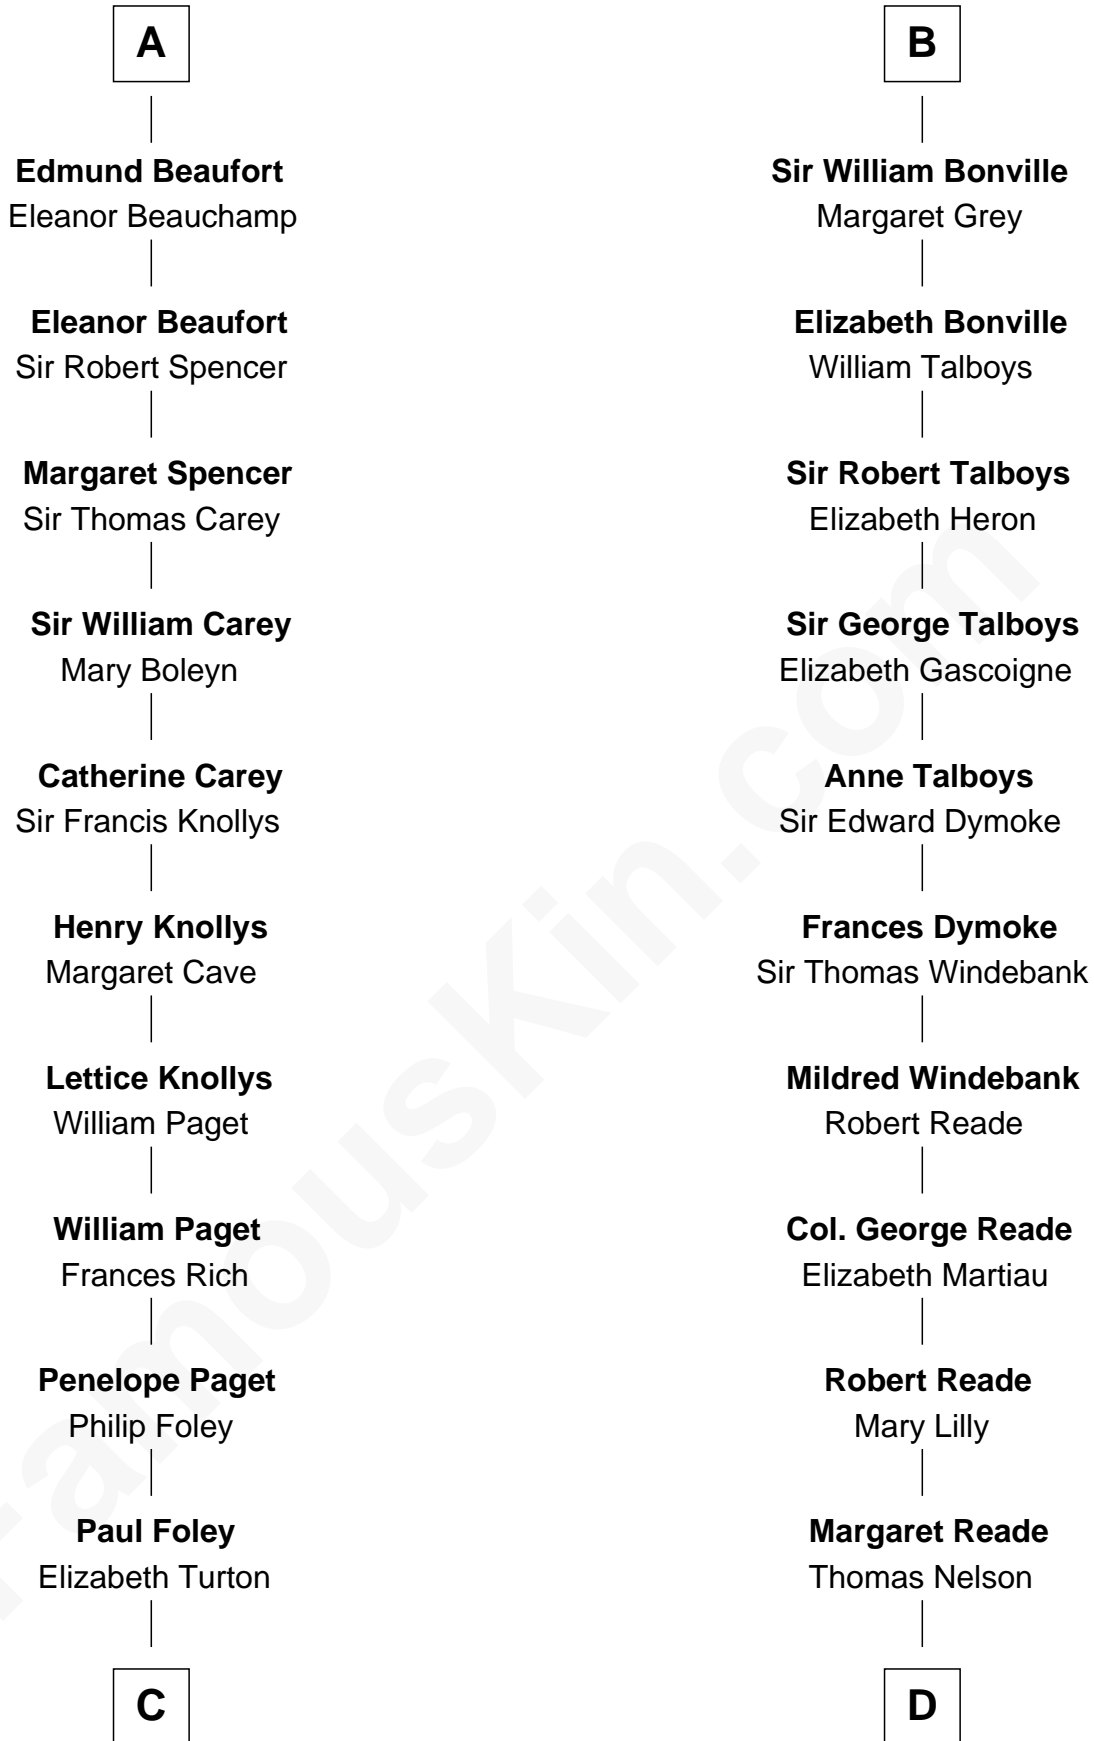 A
Edmund Beaufort
Eleanor Beauchamp
Eleanor Beaufort
Sir Robert Spencer
Margaret Spencer
Sir Thomas Carey
Sir William Carey
Mary Boleyn
Catherine Carey
Sir Francis Knollys
Henry Knollys
Margaret Cave
Lettice Knollys
William Paget
William Paget
Frances Rich
Penelope Paget
Philip Foley
Paul Foley
Elizabeth Turton
C
B
Sir William Bonville
Margaret Grey
Elizabeth Bonville
William Talboys
Sir Robert Talboys
Elizabeth Heron
Sir George Talboys
Elizabeth Gascoigne
Anne Talboys
Sir Edward Dymoke
Frances Dymoke
Sir Thomas Windebank
Mildred Windebank
Robert Reade
Col. George Reade
Elizabeth Martiau
Robert Reade
Mary Lilly
Margaret Reade
Thomas Nelson
D
FamousKin.com